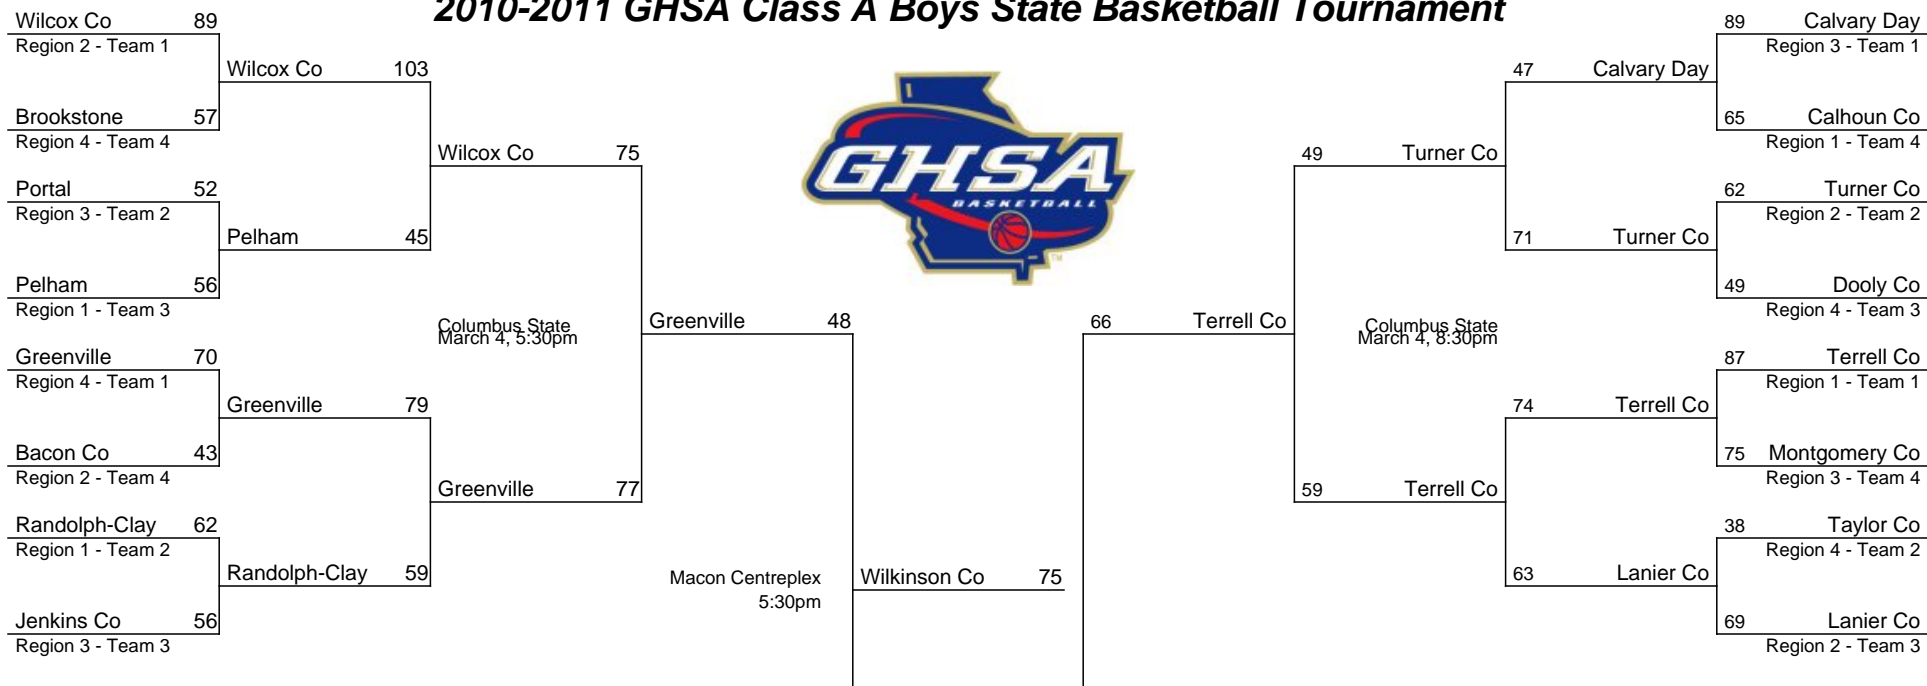 2010-2011 GHSA Class A Boys State Basketball Tournament
Wilcox Co 89
Region 2 - Team 1
Wilcox Co 103
Brookstone 57
Region 4 - Team 4
Wilcox Co 75
Portal 52
Region 3 - Team 2
Pelham 45
Pelham 56
Region 1 - Team 3
Columbus State
March 4, 5:30pm
Greenville 48
Greenville 70
Region 4 - Team 1
Greenville 79
Bacon Co 43
Region 2 - Team 4
Greenville 77
Randolph-Clay 62
Region 1 - Team 2
Randolph-Clay 59
Jenkins Co 56
Region 3 - Team 3
Macon Centreplex
5:30pm
Wilkinson Co 75
GHSA
BASKETBALL
TM
89 Calvary Day
Region 3 - Team 1
47 Calvary Day
65 Calhoun Co
Region 1 - Team 4
49 Turner Co
62 Turner Co
Region 2 - Team 2
71 Turner Co
49 Dooly Co
Region 4 - Team 3
66 Terrell Co
Columbus State
March 4, 8:30pm
87 Terrell Co
Region 1 - Team 1
74 Terrell Co
75 Montgomery Co
Region 3 - Team 4
59 Terrell Co
38 Taylor Co
Region 4 - Team 2
63 Lanier Co
69 Lanier Co
Region 2 - Team 3